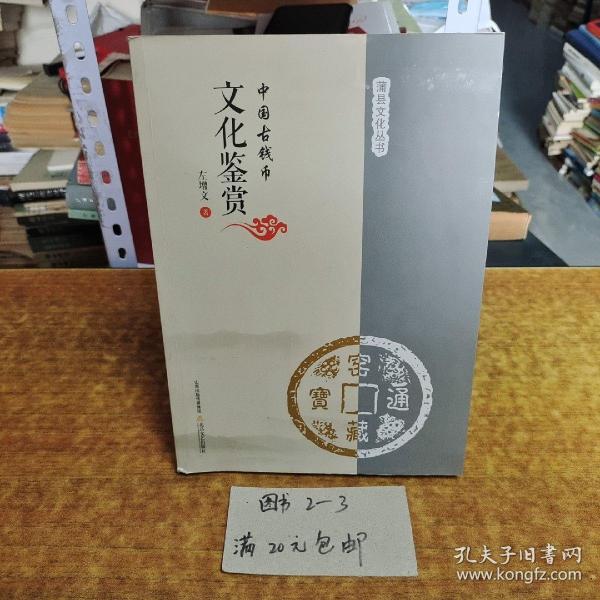 中国古钱币
文化鉴赏
左增文 著
蒲县文化丛书
窖藏通寶
图书2-3
满20元包邮
孔夫子旧书网
www.kongfz.com